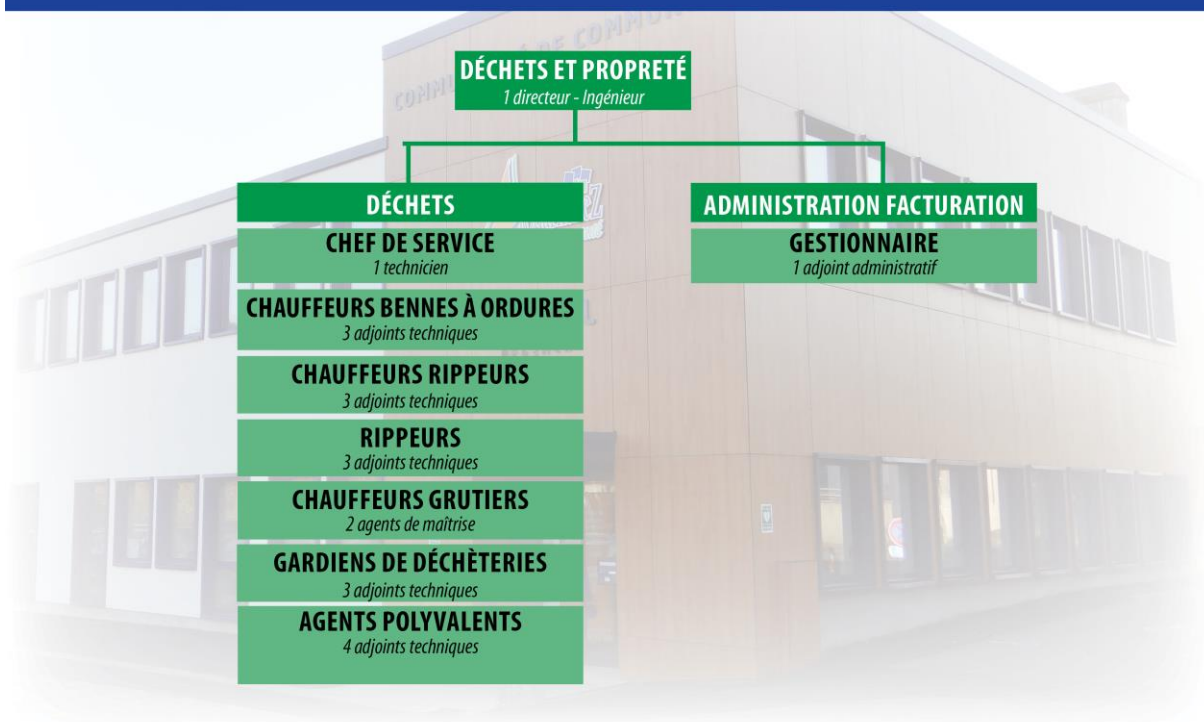 DÉCHETS ET PROPRETÉ
1 directeur - Ingénieur
DÉCHETS
CHEF DE SERVICE
1 technicien
CHAUFFEURS BENNES À ORDURES
3 adjoints techniques
CHAUFFEURS RIPPEURS
3 adjoints techniques
RIPPEURS
3 adjoints techniques
CHAUFFEURS GRUTIERS
2 agents de maîtrise
GARDIENS DE DÉCHÈTERIES
3 adjoints techniques
AGENTS POLYVALENTS
4 adjoints techniques
ADMINISTRATION FACTURATION
GESTIONNAIRE
1 adjoint administratif